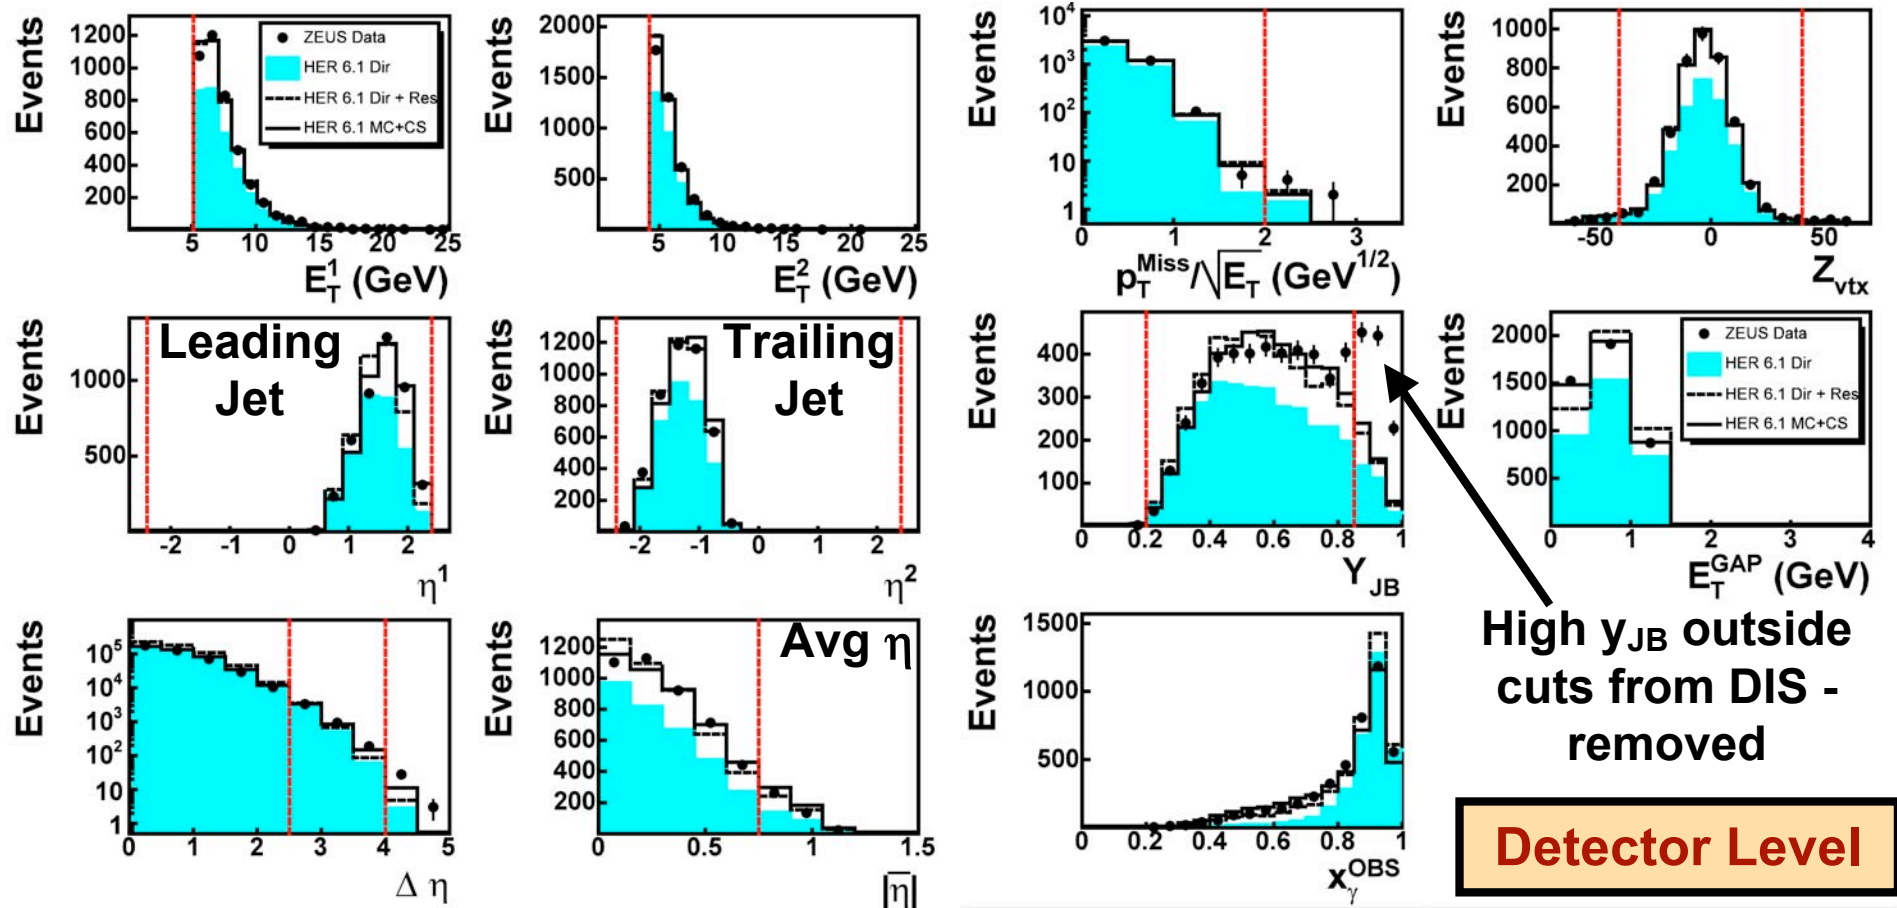 Events
1200
1000
800
600
400
200
ZEUS Data
HER 6.1 Dir
HER 6.1 Dir + Res
HER 6.1 MC+CS
5 10 15 20 25
E_T^1 (GeV)
Events
2000
1500
1000
500
5 10 15 20 25
E_T^2 (GeV)
Events
10^4
10^3
10^2
10
1
0 1 2 3
p_T^Miss/√E_T (GeV^1/2)
Events
1000
800
600
400
200
-50 0 50
Z_vtx
Events
1000
500
Leading
Jet
-2 -1 0 1 2
η^1
Events
1200
1000
800
600
400
200
Trailing
Jet
-2 -1 0 1 2
η^2
Events
400
300
200
100
0
0 0.2 0.4 0.6 0.8 1
Y_JB
Events
2000
1500
1000
500
ZEUS Data
HER 6.1 Dir
HER 6.1 Dir + Res
HER 6.1 MC+CS
0 1 2 3 4
E_T^GAP (GeV)
Events
10^5
10^4
10^3
10^2
10
1
0 1 2 3 4 5
Δ η
Events
1200
1000
800
600
400
200
Avg η
0 0.5 1 1.5
|η̅|
Events
1500
1000
500
0
0 0.2 0.4 0.6 0.8 1
x_γ^OBS
High y_JB outside
cuts from DIS -
removed
Detector Level